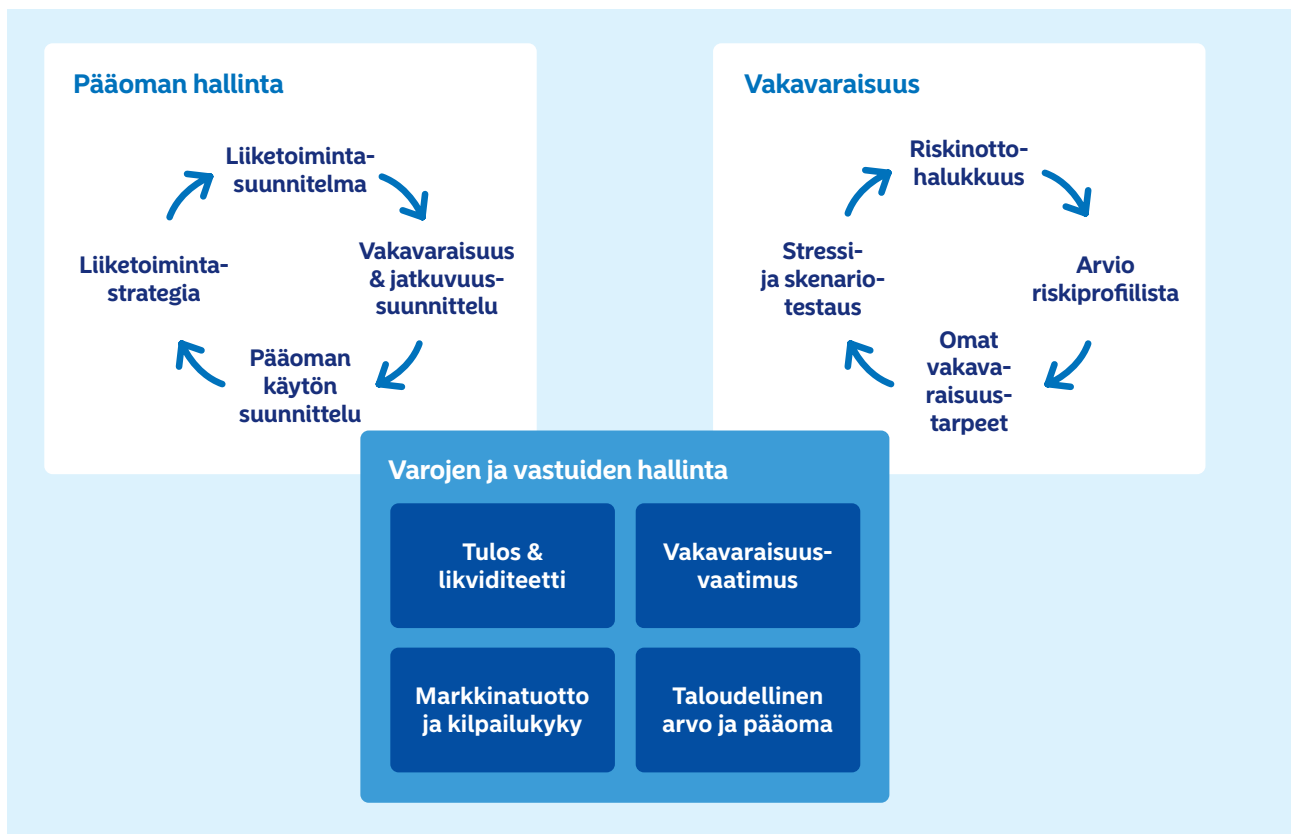 Pääoman hallinta
Liiketoiminta-
suunnitelma
Vakavaraisuus
& jatkuvuus-
suunnittelu
Pääoman
käytön
suunnittelu
Liiketoiminta-
strategia
Vakavaraisuus
Riskinotto-
halukkuus
Arvio
riskiprofiilista
Omat
vakava-
raisuus-
tarpeet
Stressi-
ja skenario-
testaus
Varojen ja vastuiden hallinta
Tulos &
likviditeetti
Vakavaraisuus-
vaatimus
Markkinatuotto
ja kilpailukyky
Taloudellinen
arvo ja pääoma